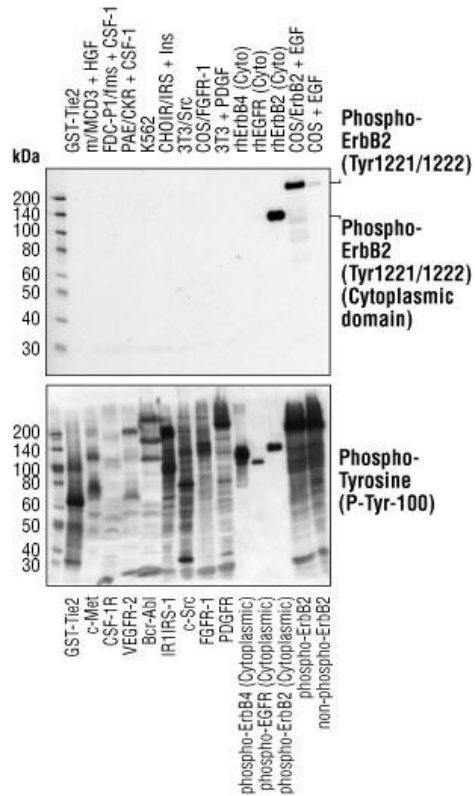 GST-Tie2
m/MCD3 + HGF
FDC-P1/fms + CSF-1
PAE/CKR + CSF-1
K562
CHOIR/IRS + Ins
3T3/Src
COS/FGFR-1
3T3 + PDGF
rhErbB4 (Cyto)
rhEGFR (Cyto)
rhErbB2 (Cyto)
COS/ErbB2 + EGF
COS + EGF
kDa
200
140
100
80
60
50
40
30
Phospho-
ErbB2
(Tyr1221/1222)
Phospho-
ErbB2
(Tyr1221/1222)
(Cytoplasmic
domain)
200
140
100
80
60
50
40
30
Phospho-
Tyrosine
(P-Tyr-100)
GST-Tie2
c-Met
CSF-1R
VEGFR-2
Bcr-Abl
IR1IRS-1
c-Src
FGFR-1
PDGFR
phospho-ErbB4 (Cytoplasmic)
phospho-EGFR (Cytoplasmic)
phospho-ErbB2 (Cytoplasmic)
phospho-ErbB2
non-phospho-ErbB2